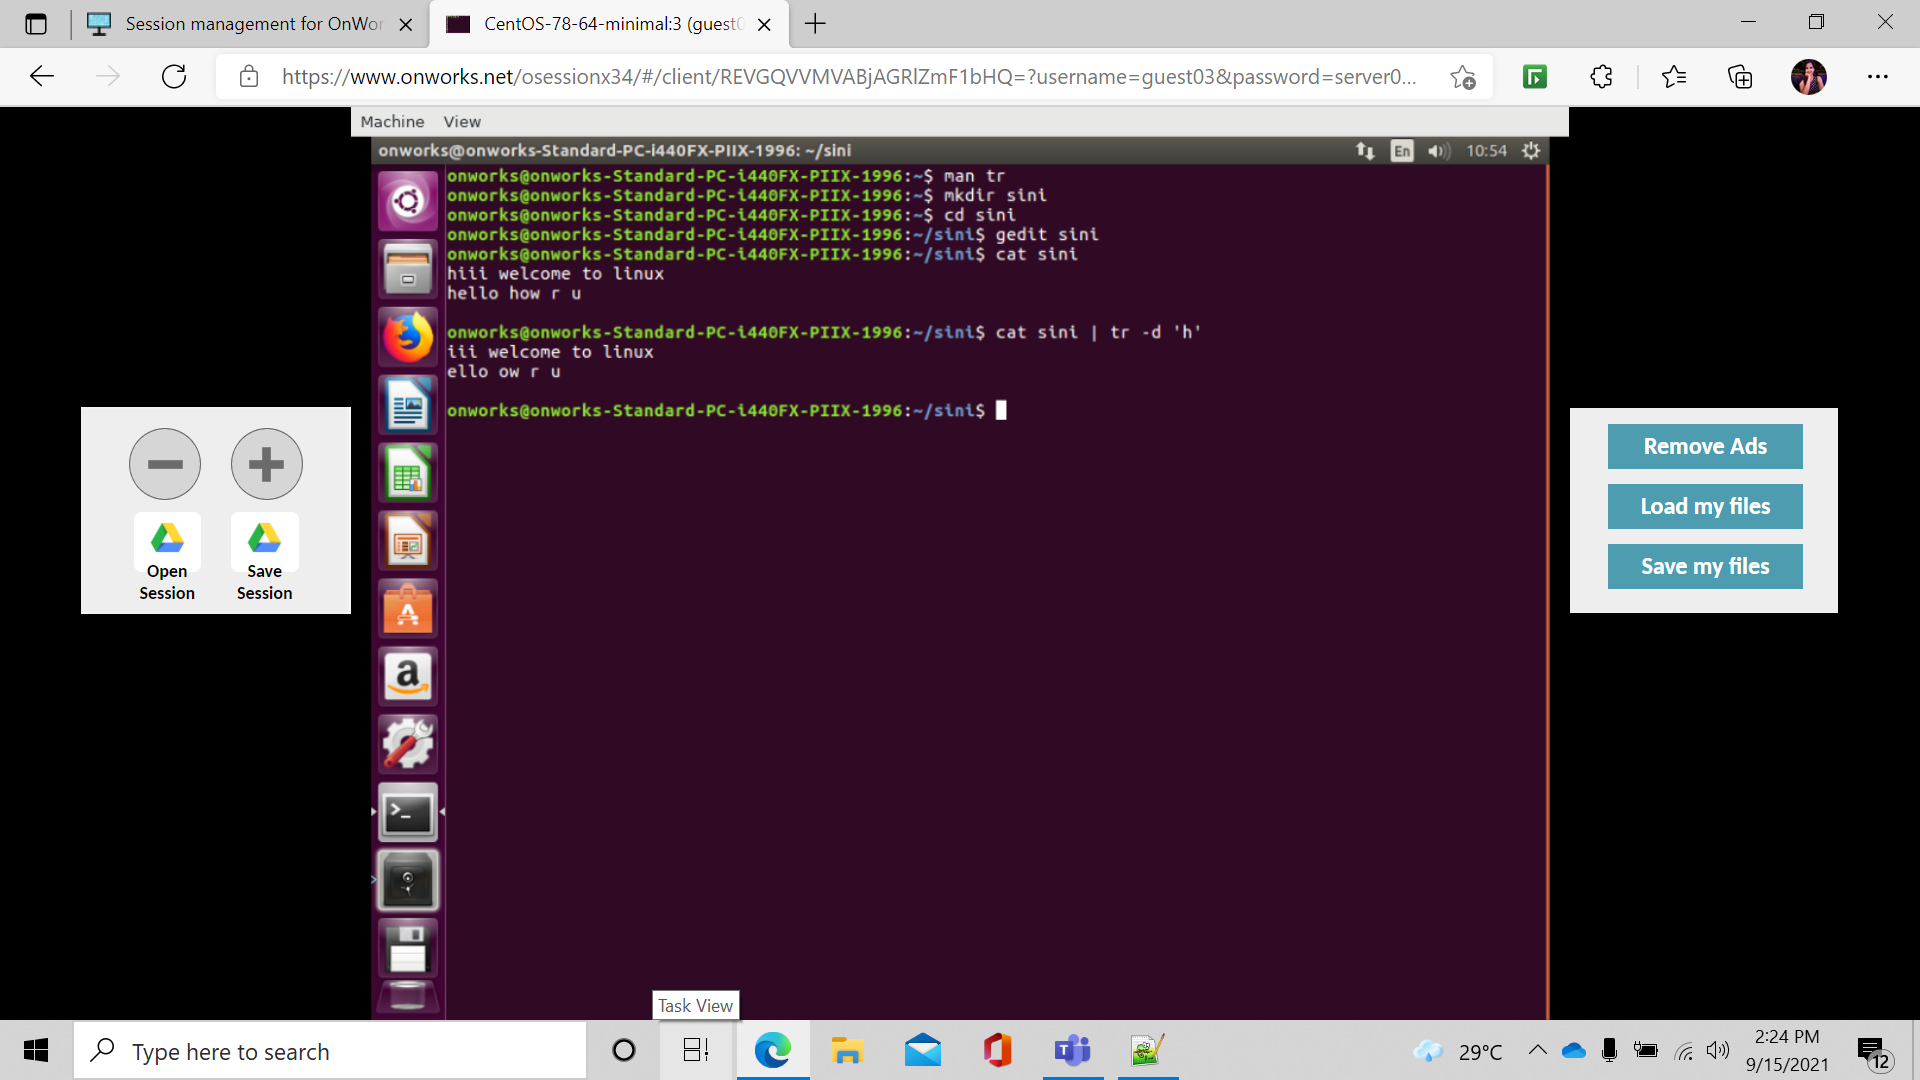 Session management for OnWor
CentOS-78-64-minimal:3 (guest0
https://www.onworks.net/osessionx34/#/client/REVGQVVMVABjAGRlZmF1bHQ=?username=guest03&password=server0...
Machine View
onworks@onworks-Standard-PC-i440FX-PIIX-1996: ~/sini
En 10:54
onworks@onworks-Standard-PC-i440FX-PIIX-1996:~$ man tr
onworks@onworks-Standard-PC-i440FX-PIIX-1996:~$ mkdir sini
onworks@onworks-Standard-PC-i440FX-PIIX-1996:~$ cd sini
onworks@onworks-Standard-PC-i440FX-PIIX-1996:~/sini$ gedit sini
onworks@onworks-Standard-PC-i440FX-PIIX-1996:~/sini$ cat sini
hiii welcome to linux
hello how r u
onworks@onworks-Standard-PC-i440FX-PIIX-1996:~/sini$ cat sini | tr -d 'h'
iii welcome to linux
ello ow r u
onworks@onworks-Standard-PC-i440FX-PIIX-1996:~/sini$
Open Session
Save Session
Remove Ads
Load my files
Save my files
Task View
Type here to search
29°C
2:24 PM
9/15/2021
12